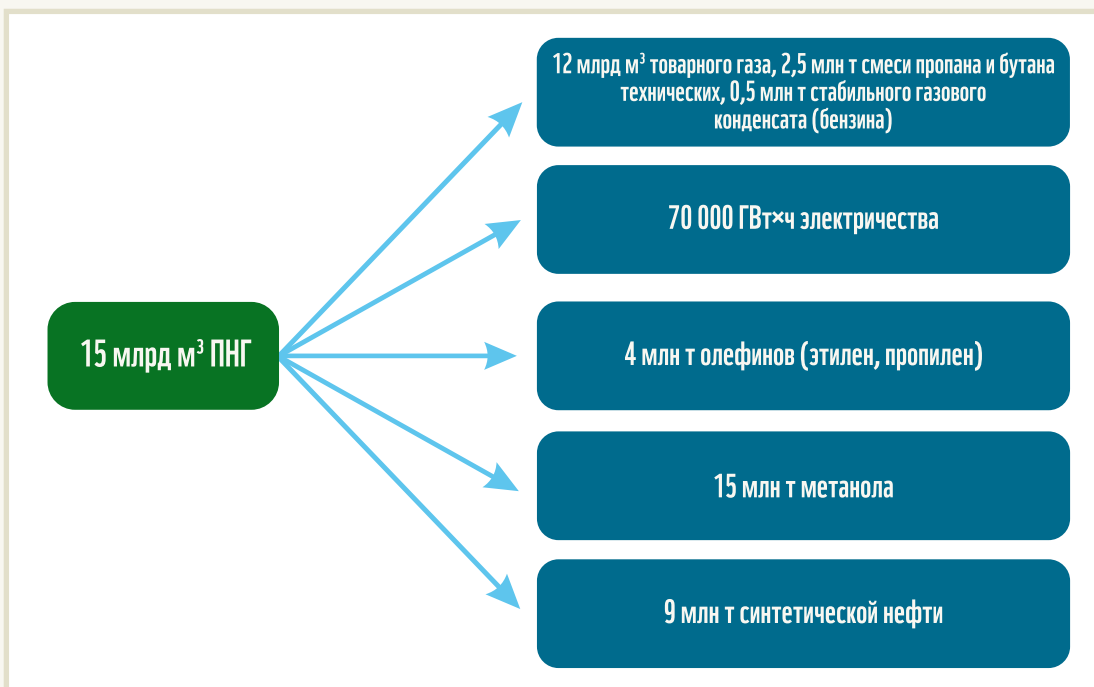 12 млрд м³ товарного газа, 2,5 млн т смеси пропана и бутана
технических, 0,5 млн т стабильного газового
конденсата (бензина)
70 000 ГВт×ч электричества
15 млрд м³ ПНГ
4 млн т олефинов (этилен, пропилен)
15 млн т метанола
9 млн т синтетической нефти